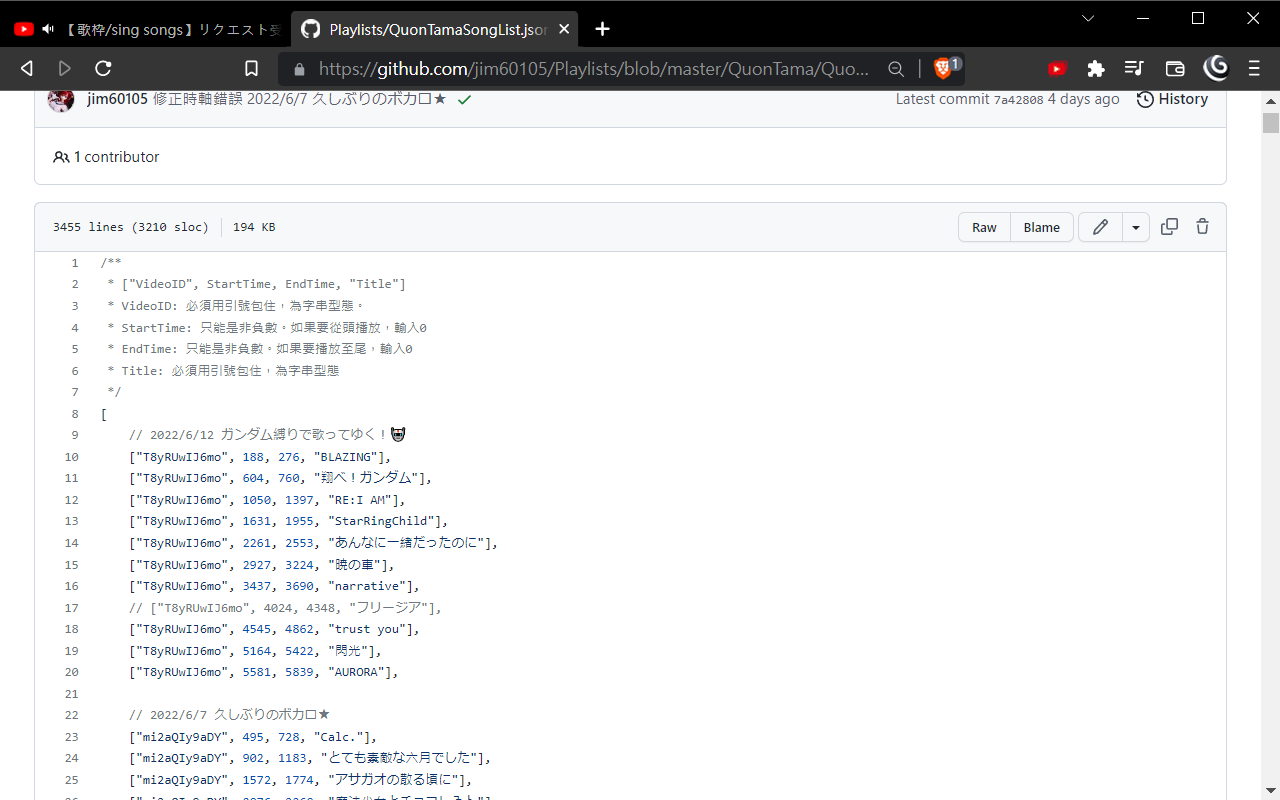 【歌枠/sing songs】リクエスト受
Playlists/QuonTamaSongList.json
https://github.com/jim60105/Playlists/blob/master/QuonTama/Quo...
1
jim60105 修正時軸錯誤 2022/6/7 久しぶりのボカロ★
Latest commit 7a42808 4 days ago
History
1 contributor
3455 lines (3210 sloc)
194 KB
Raw
Blame
1 /**
2 * ["VideoID", StartTime, EndTime, "Title"]
3 * VideoID: 必須用引號包住，為字串型態。
4 * StartTime: 只能是非負數。如果要從頭播放，輸入0
5 * EndTime: 只能是非負數。如果要播放至尾，輸入0
6 * Title: 必須用引號包住，為字串型態
7 */
8 [
9 // 2022/6/12 ガンダム縛りで歌ってゆく！
10 ["T8yRUwIJ6mo", 188, 276, "BLAZING"],
11 ["T8yRUwIJ6mo", 604, 760, "翔べ！ガンダム"],
12 ["T8yRUwIJ6mo", 1050, 1397, "RE:I AM"],
13 ["T8yRUwIJ6mo", 1631, 1955, "StarRingChild"],
14 ["T8yRUwIJ6mo", 2261, 2553, "あんなに一緒だったのに"],
15 ["T8yRUwIJ6mo", 2927, 3224, "暁の車"],
16 ["T8yRUwIJ6mo", 3437, 3690, "narrative"],
17 // ["T8yRUwIJ6mo", 4024, 4348, "フリージア"],
18 ["T8yRUwIJ6mo", 4545, 4862, "trust you"],
19 ["T8yRUwIJ6mo", 5164, 5422, "閃光"],
20 ["T8yRUwIJ6mo", 5581, 5839, "AURORA"],
21
22 // 2022/6/7 久しぶりのボカロ★
23 ["mi2aQIy9aDY", 495, 728, "Calc."],
24 ["mi2aQIy9aDY", 902, 1183, "とても素敵な六月でした"],
25 ["mi2aQIy9aDY", 1572, 1774, "アサガオの散る頃に"],